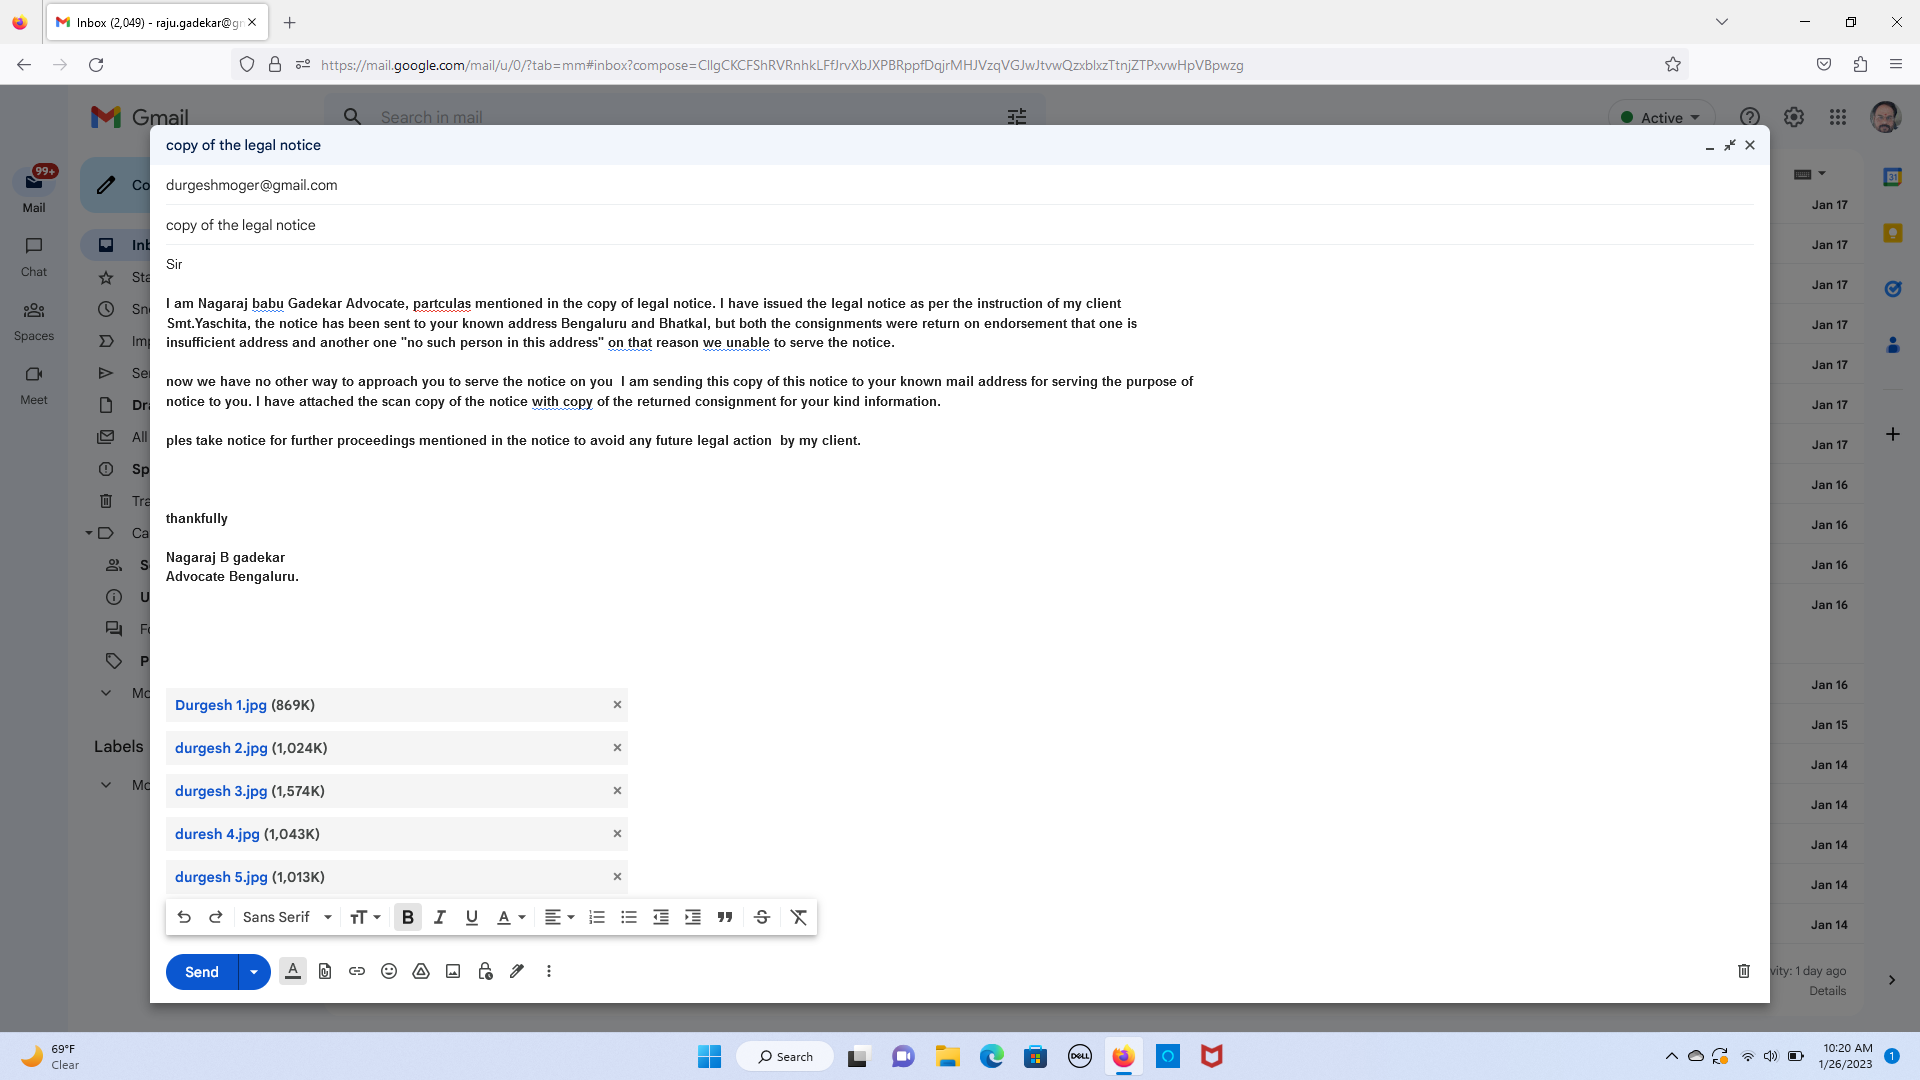 Inbox (2,049) - raju.gadekar@gm
https://mail.google.com/mail/u/0/?tab=mm#inbox?compose=CllgCKCFShRVRnhkLFfJrvXbJXPBRppfDqjrMHJVzqVGJwJtvwQzxblxzTtnjZTPxvwHpVBpwzg
Gmail
Search in mail
Active
copy of the legal notice
99+
Mail
Chat
Spaces
Meet
Co
Inb
Sta
Sno
Imp
Sen
Dra
All
Sp
Tra
Ca
S
U
Fo
P
Mo
Labels
Mo
durgeshmoger@gmail.com
copy of the legal notice
Sir
I am Nagaraj babu Gadekar Advocate, partculas mentioned in the copy of legal notice. I have issued the legal notice as per the instruction of my client
Smt.Yaschita, the notice has been sent to your known address Bengaluru and Bhatkal, but both the consignments were return on endorsement that one is
insufficient address and another one "no such person in this address" on that reason we unable to serve the notice.
now we have no other way to approach you to serve the notice on you  I am sending this copy of this notice to your known mail address for serving the purpose of
notice to you. I have attached the scan copy of the notice with copy of the returned consignment for your kind information.
ples take notice for further proceedings mentioned in the notice to avoid any future legal action  by my client.
thankfully
Nagaraj B gadekar
Advocate Bengaluru.
Durgesh 1.jpg (869K)
durgesh 2.jpg (1,024K)
durgesh 3.jpg (1,574K)
duresh 4.jpg (1,043K)
durgesh 5.jpg (1,013K)
Sans Serif
Send
Jan 17
Jan 17
Jan 17
Jan 17
Jan 17
Jan 17
Jan 17
Jan 16
Jan 16
Jan 16
Jan 16
Jan 16
Jan 15
Jan 14
Jan 14
Jan 14
Jan 14
Jan 14
vity: 1 day ago
Details
31
69°F
Clear
Search
DELL
10:20 AM
1/26/2023
1